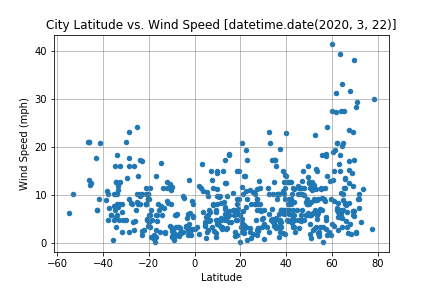 City Latitude vs. Wind Speed [datetime.date(2020, 3, 22)]
40
30
20
10
0
Wind Speed (mph)
−60 −40 −20 0 20 40 60 80
Latitude